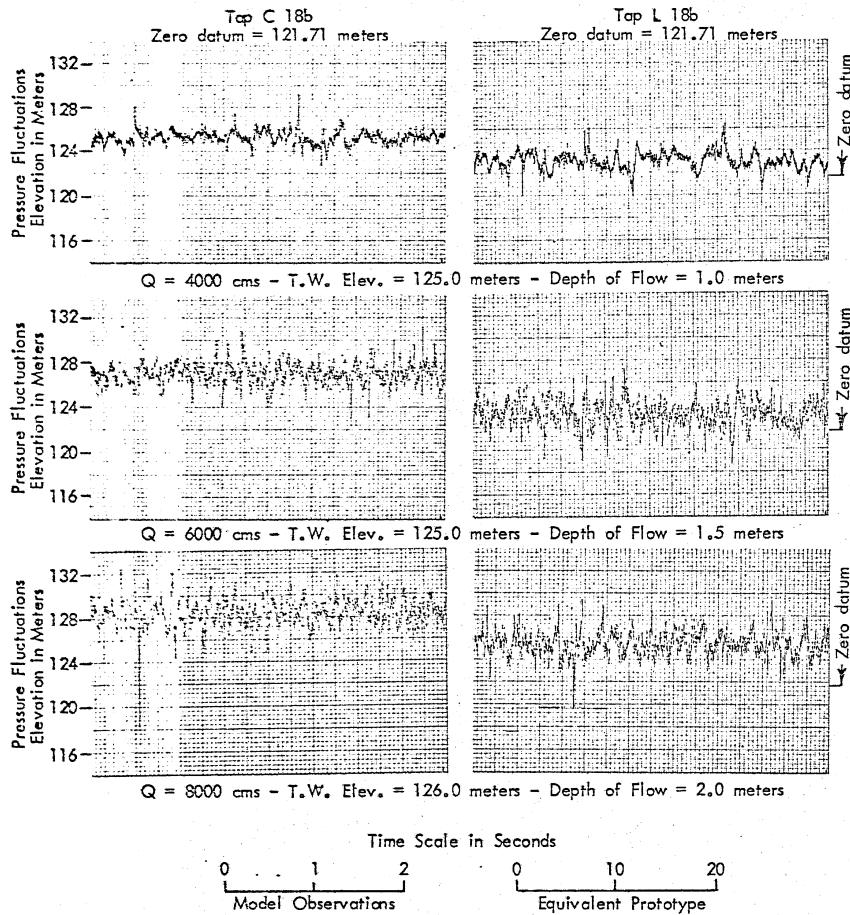 Tap C 18b
Zero datum = 121.71 meters
Tap L 18b
Zero datum = 121.71 meters
Pressure Fluctuations
Elevation in Meters
132
128
124
120
116
Zero datum
Q = 4000 cms - T.W. Elev. = 125.0 meters - Depth of Flow = 1.0 meters
Pressure Fluctuations
Elevation in Meters
132
128
124
120
116
Zero datum
Q = 6000 cms - T.W. Elev. = 125.0 meters - Depth of Flow = 1.5 meters
Pressure Fluctuations
Elevation in Meters
132
128
124
120
116
Zero datum
Q = 8000 cms - T.W. Elev. = 126.0 meters - Depth of Flow = 2.0 meters
Time Scale in Seconds
0 1 2
Model Observations
0 10 20
Equivalent Prototype